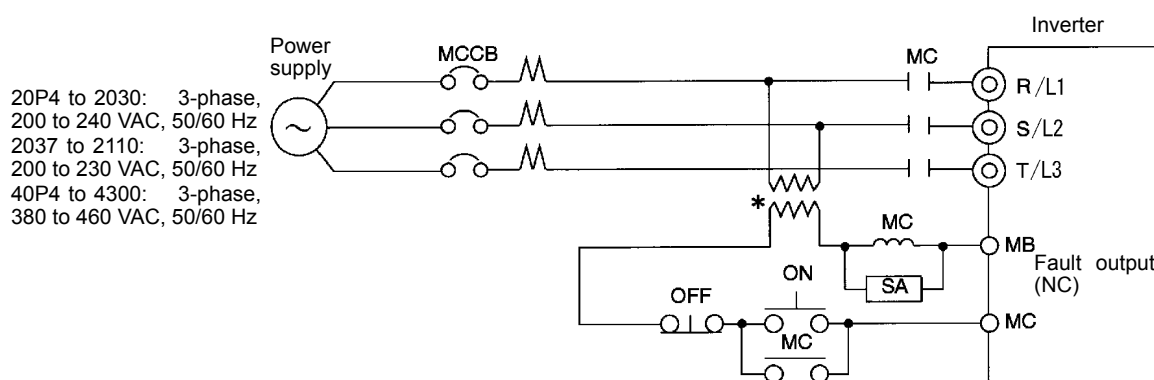 Inverter
Power
supply
MCCB
MC
20P4 to 2030: 3-phase,
200 to 240 VAC, 50/60 Hz
2037 to 2110: 3-phase,
200 to 230 VAC, 50/60 Hz
40P4 to 4300: 3-phase,
380 to 460 VAC, 50/60 Hz
~
R/L1
S/L2
T/L3
*
MC
MB
Fault output
(NC)
SA
OFF
ON
MC
MC